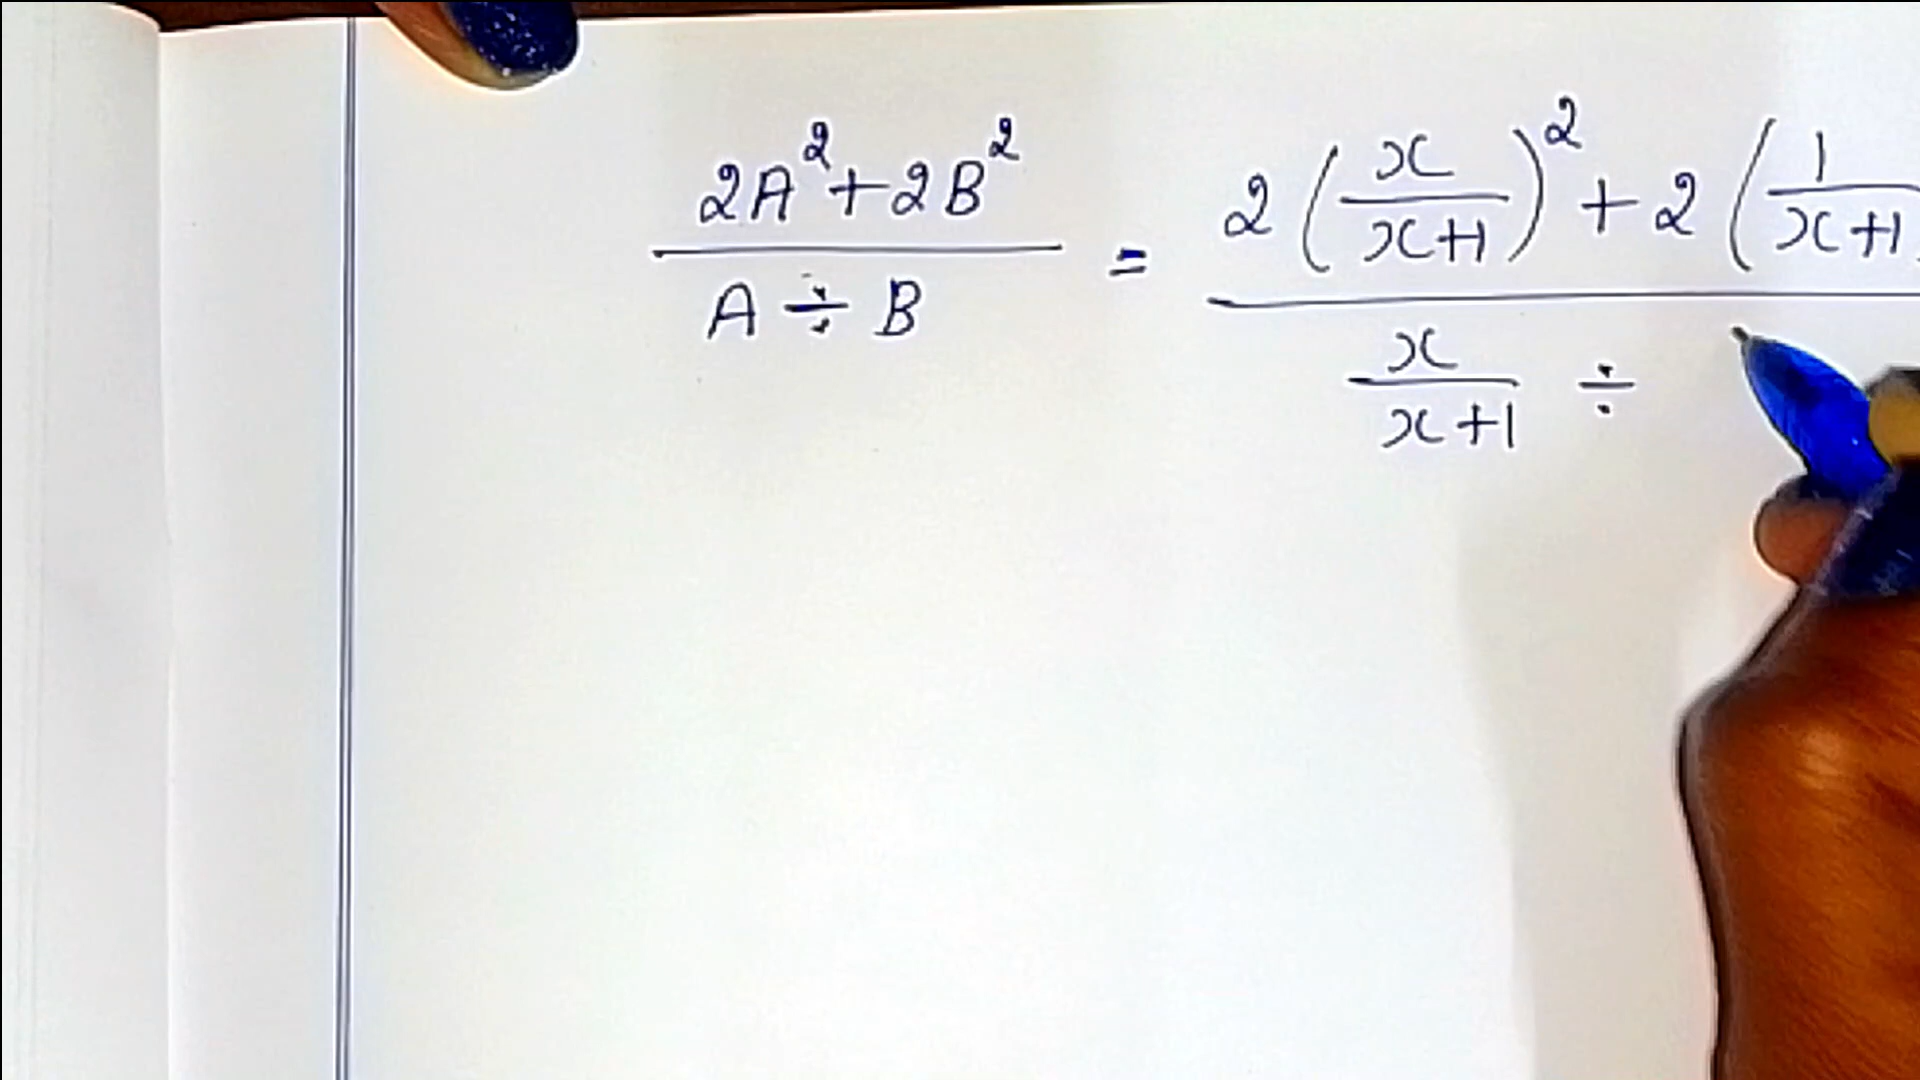 2A²+2B² / A ÷ B = 2(x/x+1)² + 2(1/x+1 / x/x+1 ÷